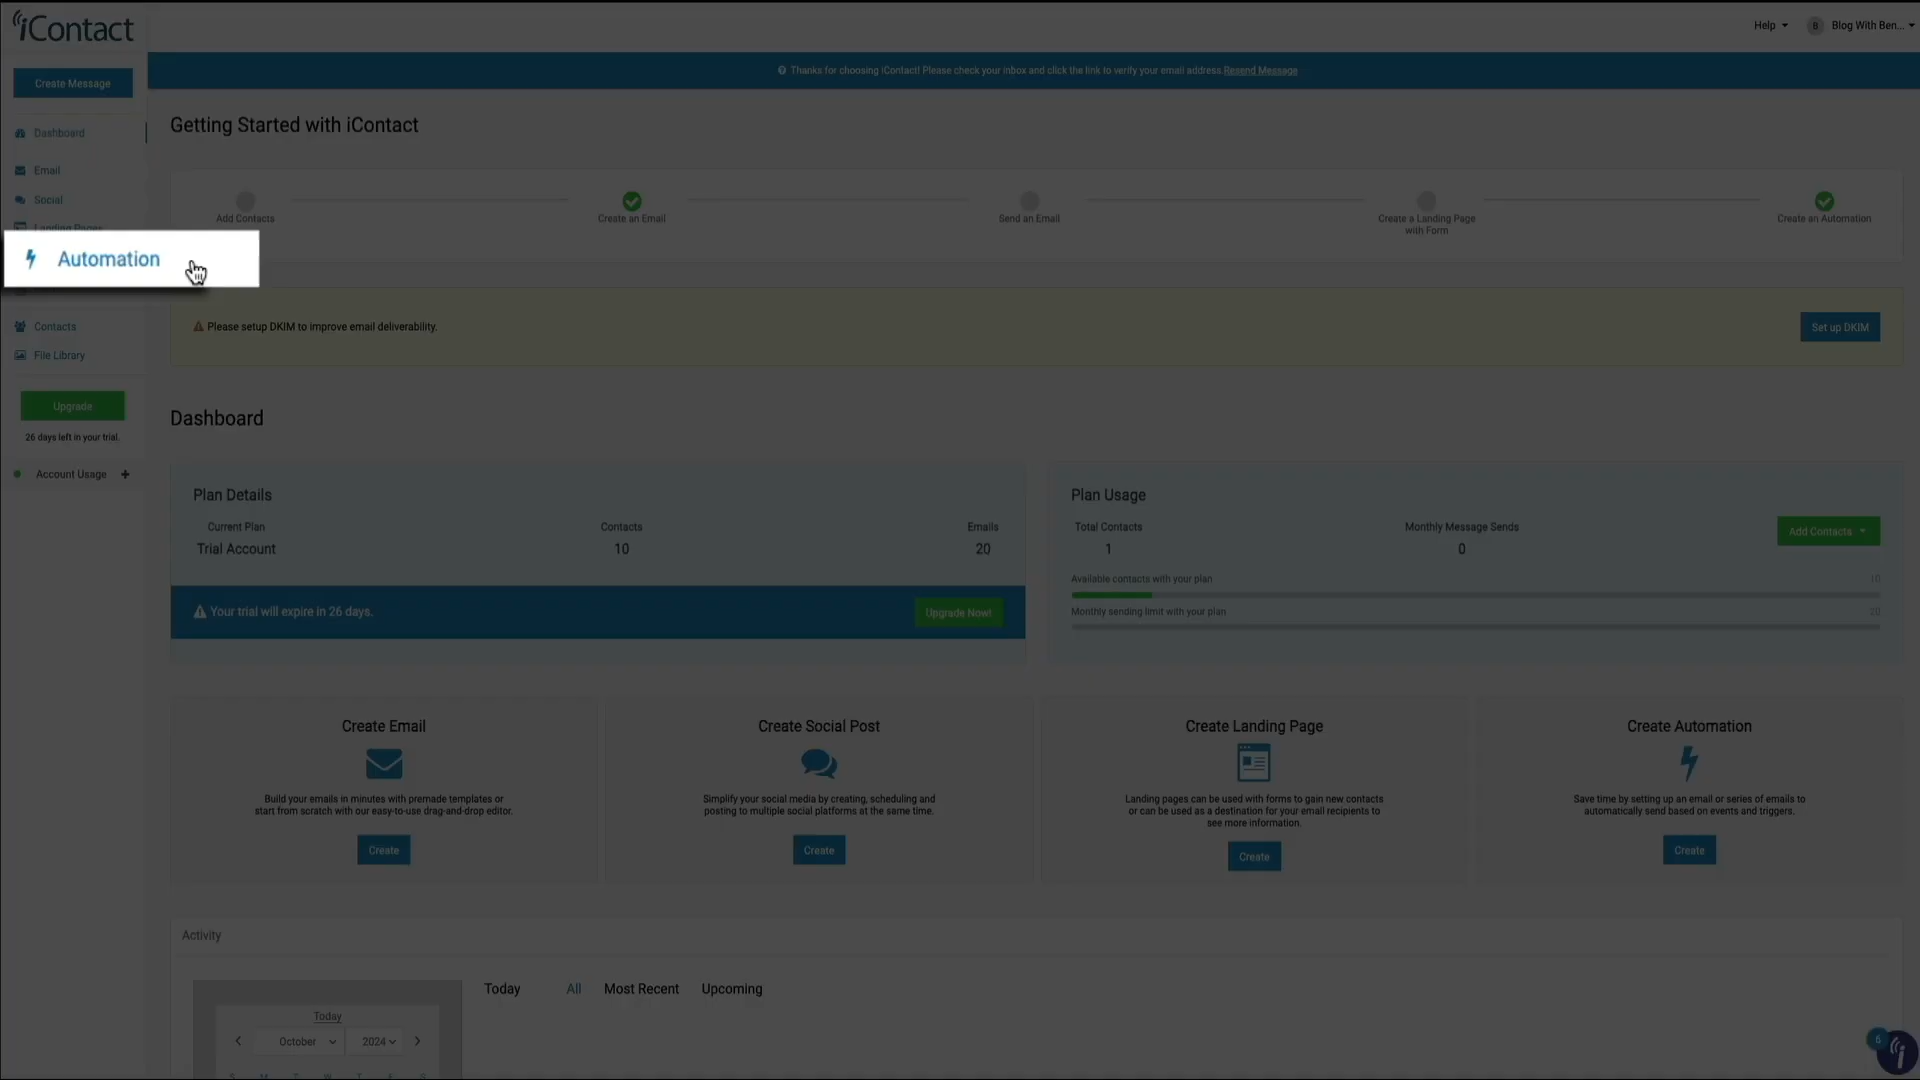 iContact
Help
B
Blog With Ben...
Create Message
Thanks for choosing iContact! Please check your inbox and click the link to verify your email address. Resend Message
Getting Started with iContact
Dashboard
Email
Social
Landing Pages
Automation
Contacts
File Library
Upgrade
26 days left in your trial.
Account Usage
Add Contacts
Create an Email
Send an Email
Create a Landing Page
with Form
Create an Automation
Please setup DKIM to improve email deliverability.
Set up DKIM
Dashboard
Plan Details
Current Plan
Contacts
Emails
Trial Account
10
20
Your trial will expire in 26 days.
Upgrade Now!
Plan Usage
Total Contacts
Monthly Message Sends
1
0
Add Contacts
Available contacts with your plan
10
Monthly sending limit with your plan
20
Create Email
Build your emails in minutes with premade templates or
start from scratch with our easy-to-use drag-and-drop editor.
Create
Create Social Post
Simplify your social media by creating, scheduling and
posting to multiple social platforms at the same time.
Create
Create Landing Page
Landing pages can be used with forms to gain new contacts
or can be used as a destination for your email recipients to
see more information.
Create
Create Automation
Save time by setting up an email or series of emails to
automatically send based on events and triggers.
Create
Activity
Today
All
Most Recent
Upcoming
Today
October
2024
6